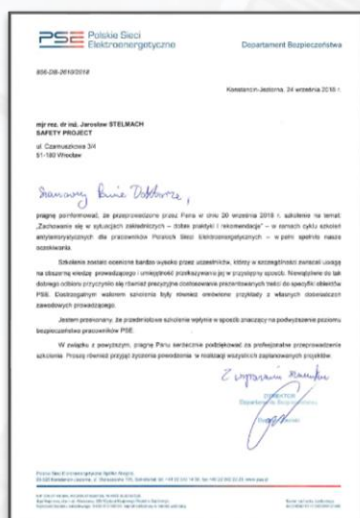 PSE Polskie Sieci
Elektroenergetyczne
Departament Bezpieczeństwa
Konstancin-Jeziorna, 24 września 2018 r.
mjr rez. dr inż. Jarosław STELMACH
SAFETY PROJECT
ul. Czarnuszkowa 3/4
51-180 Wrocław
Szanowny Panie Doktorze,
pragnę poinformować, że przeprowadzone przez Pana w dniu 20 września 2018 r. szkolenie na temat:
„Zachowanie się w sytuacjach zakładniczych – dobre praktyki i rekomendacje" – w ramach cyklu szkoleń
antyterrorystycznych dla pracowników Polskich Sieci Elektroenergetycznych – w pełni spełniło nasze
oczekiwania.
Szkolenie zostało ocenione bardzo wysoko przez uczestników, którzy w szczególności zwracali uwagę
na obszerną wiedzę prowadzącego i umiejętność przekazywania jej w przystępny sposób. Niewątpliwie do tak
dobrego odbioru przyczyniło się również precyzyjne dostosowanie prezentowanych treści do specyfiki obiektów
PSE. Dostrzegalnym walorem szkolenia były również omówione przykłady z własnych doświadczeń
zawodowych prowadzącego.
Jestem przekonany, że przedmiotowe szkolenie wpłynie w sposób znaczący na podwyższenie poziomu
bezpieczeństwa pracowników PSE.
W związku z powyższym, pragnę Panu serdecznie podziękować za profesjonalne przeprowadzenie
szkolenia. Proszę również przyjąć życzenia powodzenia w realizacji wszystkich zaplanowanych projektów.
Z wyrazami szacunku
DYREKTOR
Departamentu Bezpieczeństwa